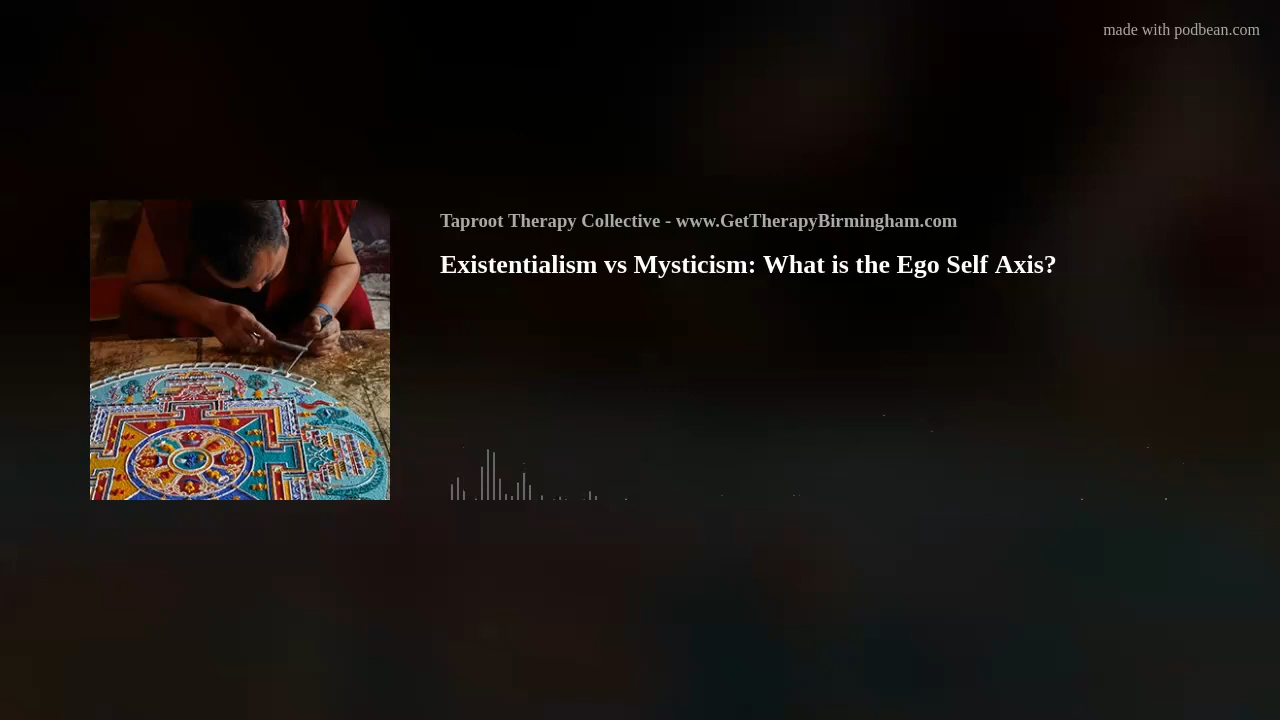 made with podbean.com
Taproot Therapy Collective - www.GetTherapyBirmingham.com
Existentialism vs Mysticism: What is the Ego Self Axis?